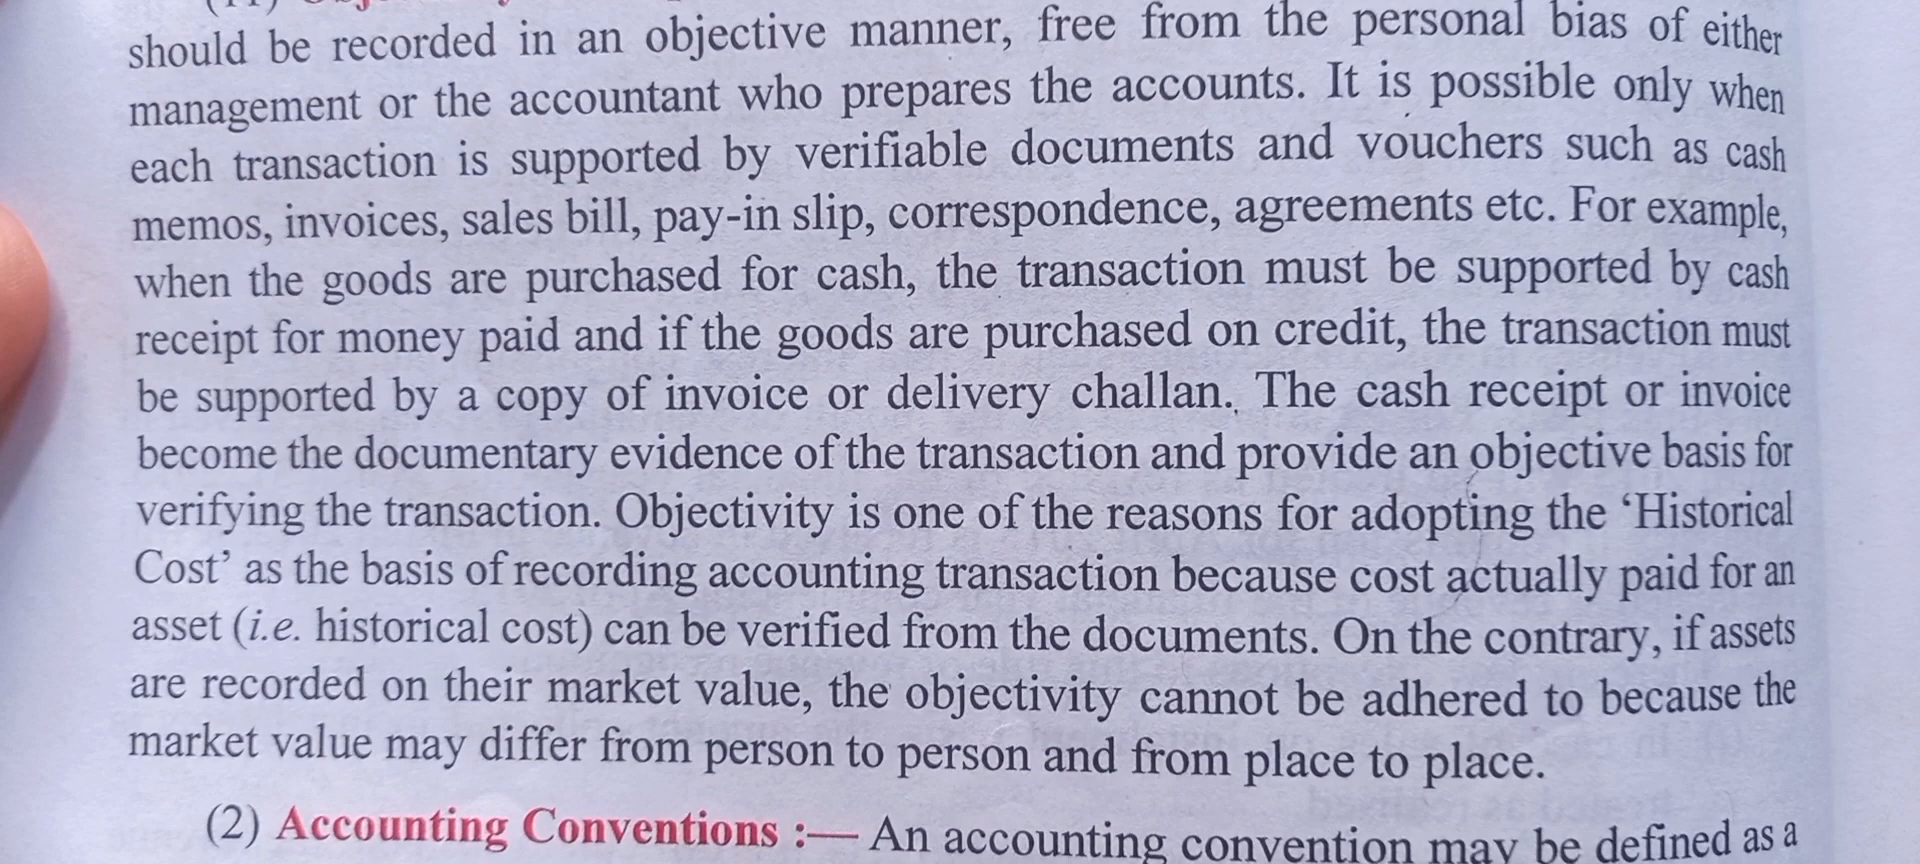 should be recorded in an objective manner, free from the personal bias of either
management or the accountant who prepares the accounts. It is possible only when
each transaction is supported by verifiable documents and vouchers such as cash
memos, invoices, sales bill, pay-in slip, correspondence, agreements etc. For example,
when the goods are purchased for cash, the transaction must be supported by cash
receipt for money paid and if the goods are purchased on credit, the transaction must
be supported by a copy of invoice or delivery challan. The cash receipt or invoice
become the documentary evidence of the transaction and provide an objective basis for
verifying the transaction. Objectivity is one of the reasons for adopting the ‘Historical
Cost’ as the basis of recording accounting transaction because cost actually paid for an
asset (i.e. historical cost) can be verified from the documents. On the contrary, if assets
are recorded on their market value, the objectivity cannot be adhered to because the
market value may differ from person to person and from place to place.
(2) Accounting Conventions :— An accounting convention may be defined as a